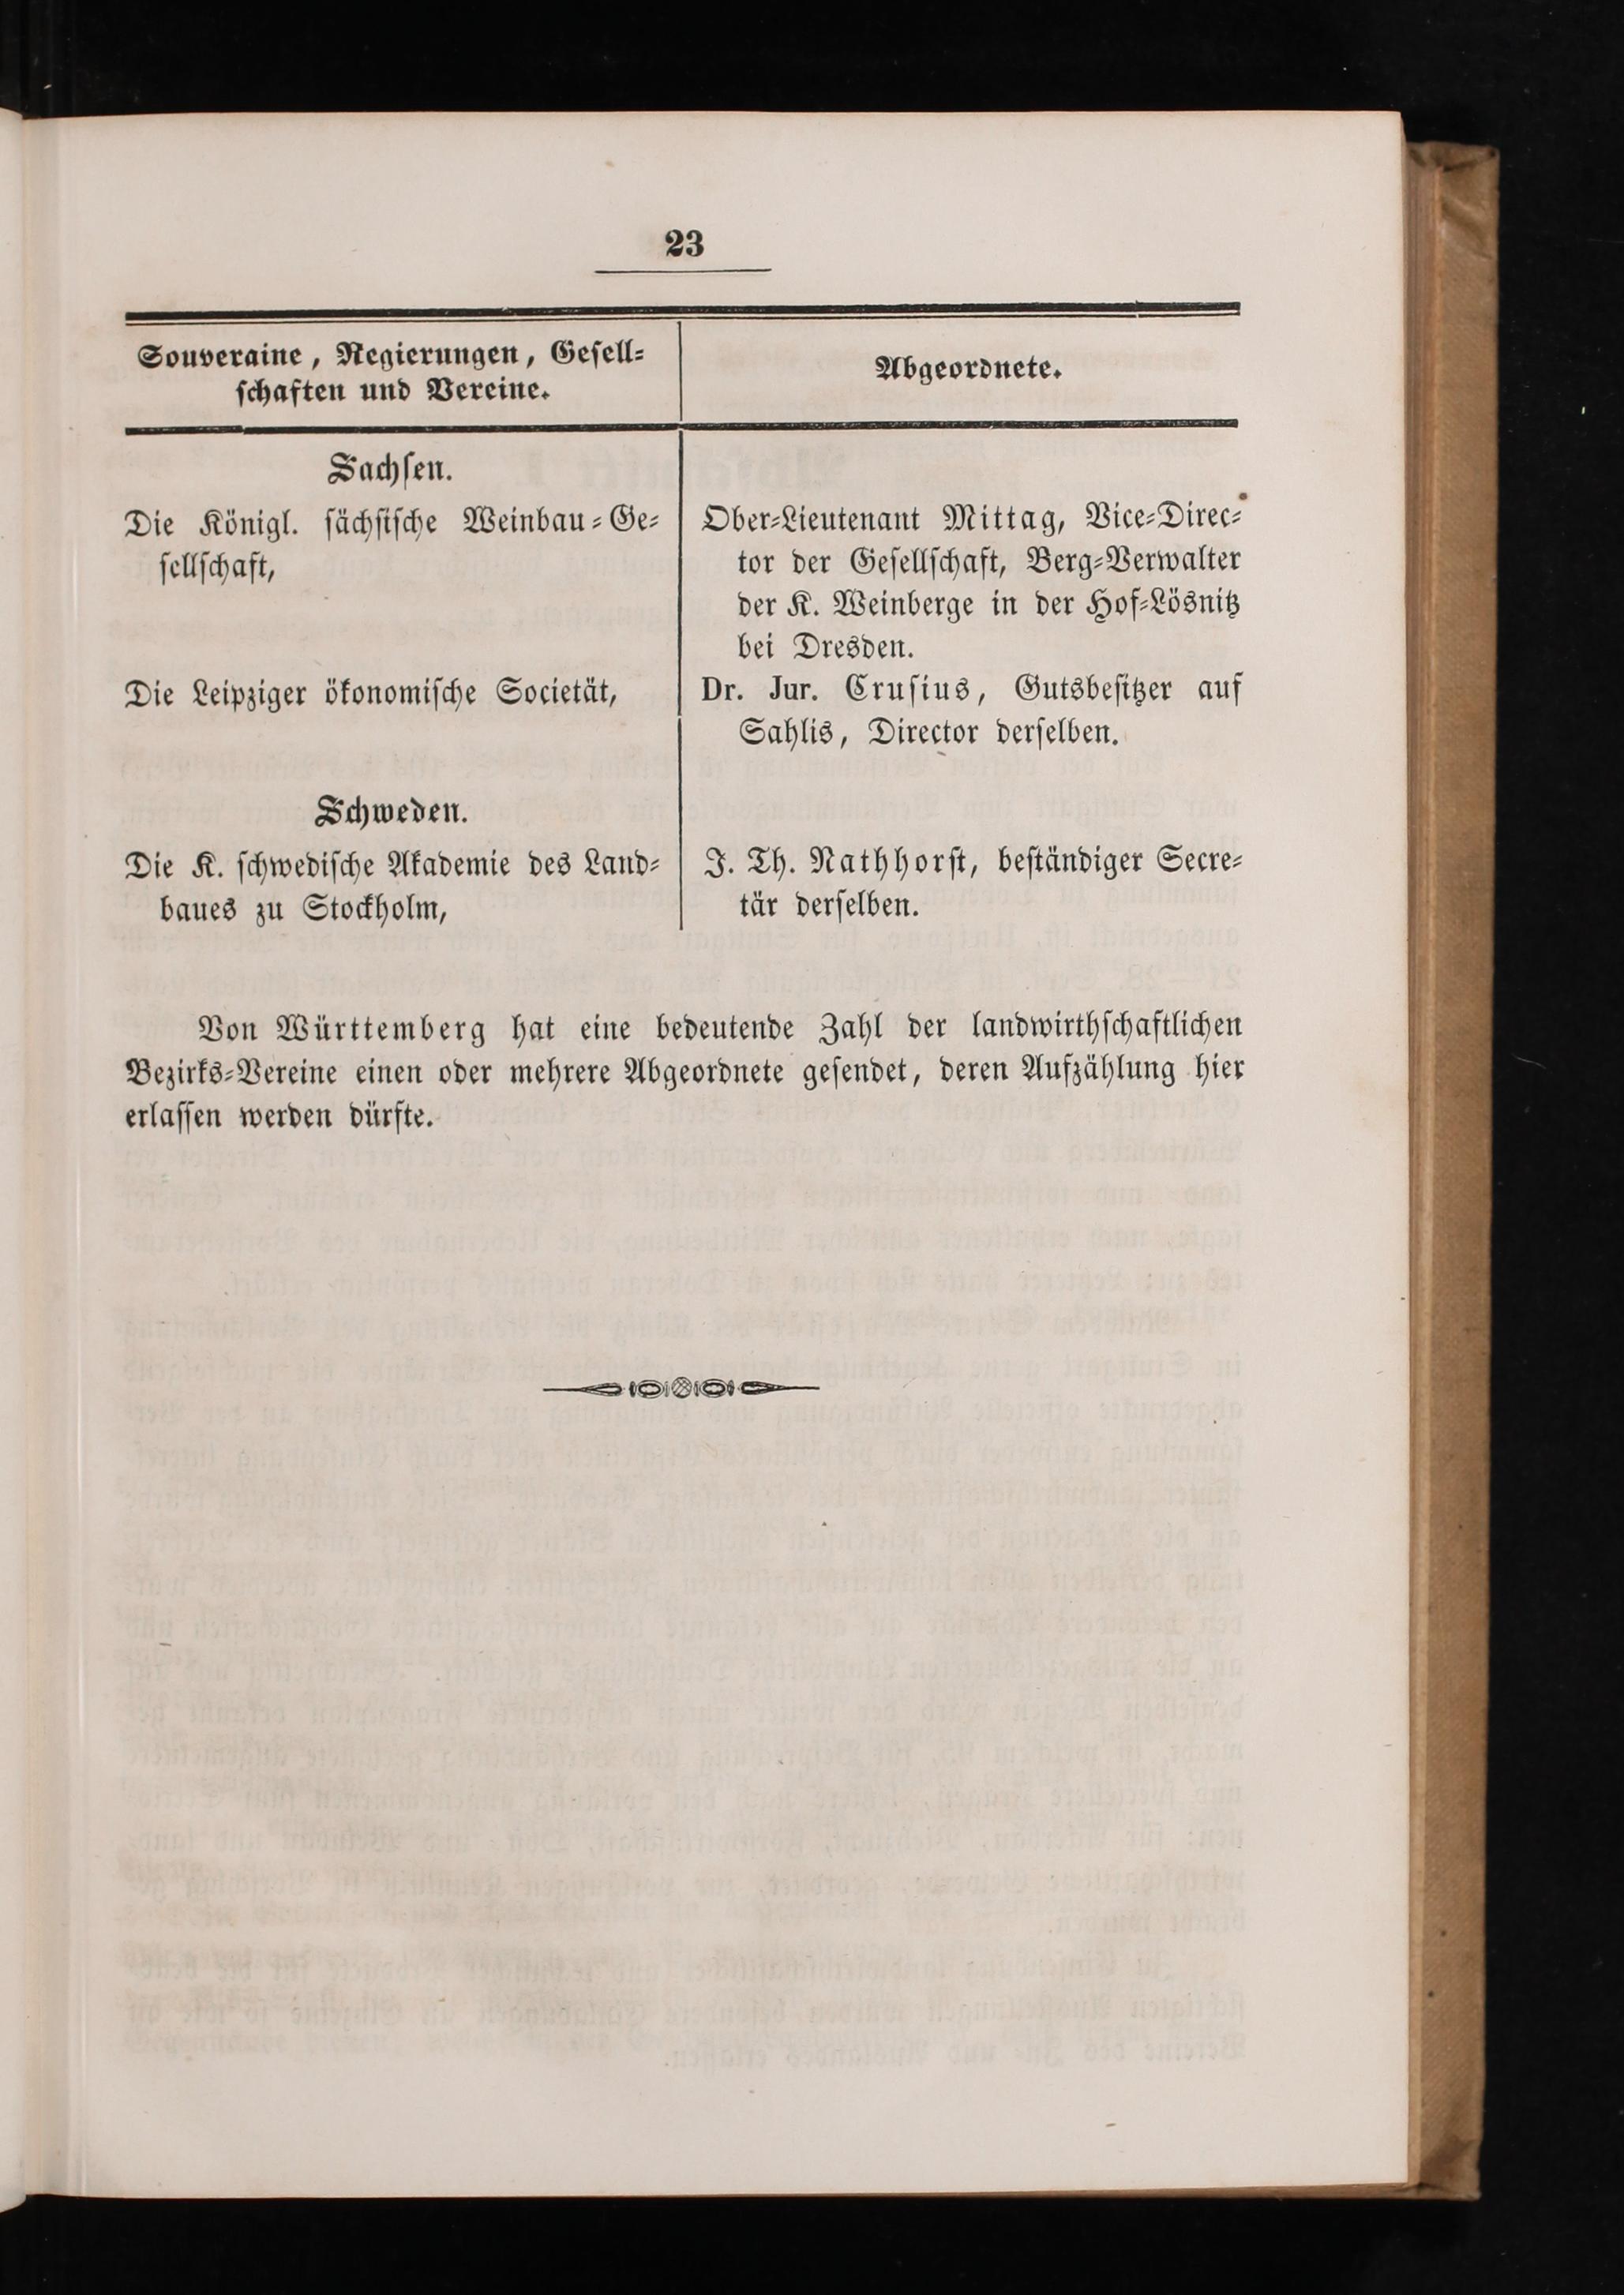 23
Souveraine, Regierungen, Geſell⸗
ſchaften und Vereine.
Abgeordnete.
Sachſen.
Die Königl. ſächſiſche Weinbau⸗Ge⸗
ſellſchaft,
Ober⸗Lieutenant Mittag, Vice⸗Direc⸗
tor der Geſellſchaft, Berg⸗Verwalter
der K. Weinberge in der Hof⸗Lösnitz
bei Dresden.
Die Leipziger ökonomiſche Societät,
Dr. Jur. Cruſius, Gutsbeſitzer auf
Sahlis, Director derſelben.
Schweden.
Die K. ſchwediſche Akademie des Land⸗
baues zu Stockholm,
J. Th. Nathhorſt, beſtändiger Secre⸗
tär derſelben.
Von Württemberg hat eine bedeutende Zahl der landwirthſchaftlichen
Bezirks⸗Vereine einen oder mehrere Abgeordnete geſendet, deren Aufzählung hier
erlaſſen werden dürfte.